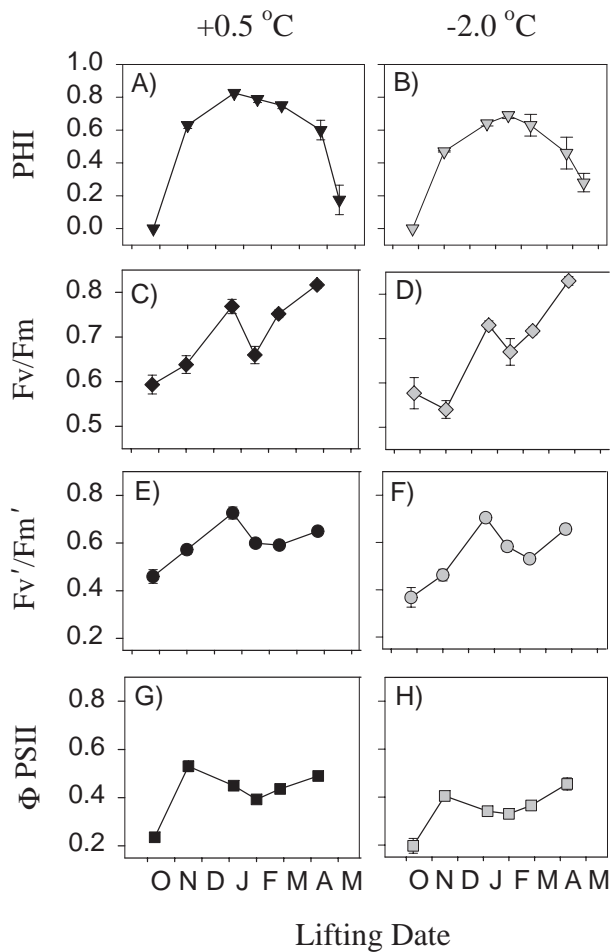 +0.5 °C
-2.0 °C
PHI
1.0
0.8
0.6
0.4
0.2
0.0
A)
B)
Fv/Fm
0.8
0.7
0.6
0.5
C)
D)
Fv'/Fm'
0.8
0.6
0.4
0.2
E)
F)
Φ PSII
0.8
0.6
0.4
0.2
G)
H)
O N D J F M A M
O N D J F M A M
Lifting Date